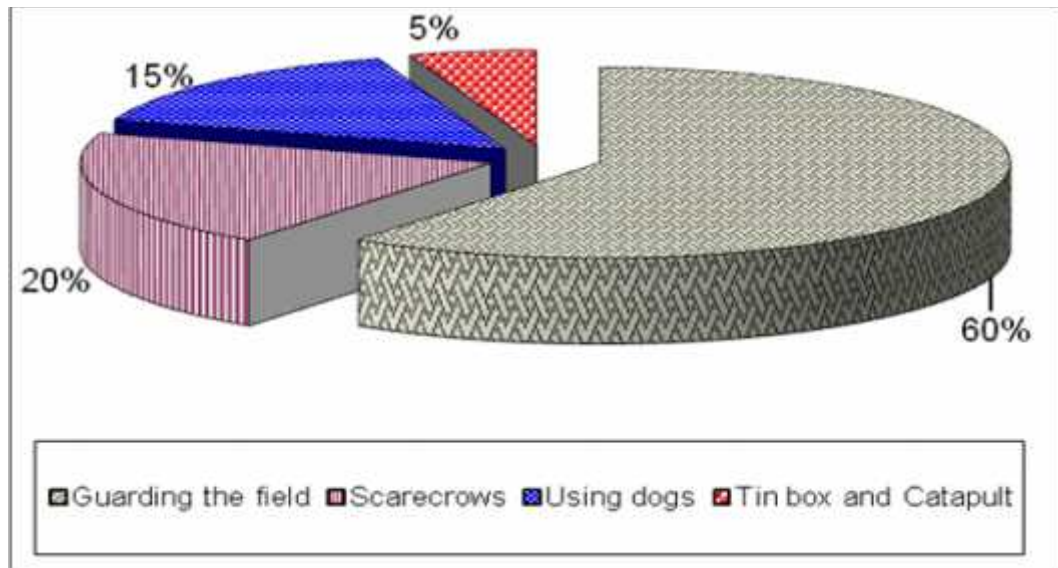 5%
15%
20%
60%
Guarding the field Scarecrows Using dogs Tin box and Catapult